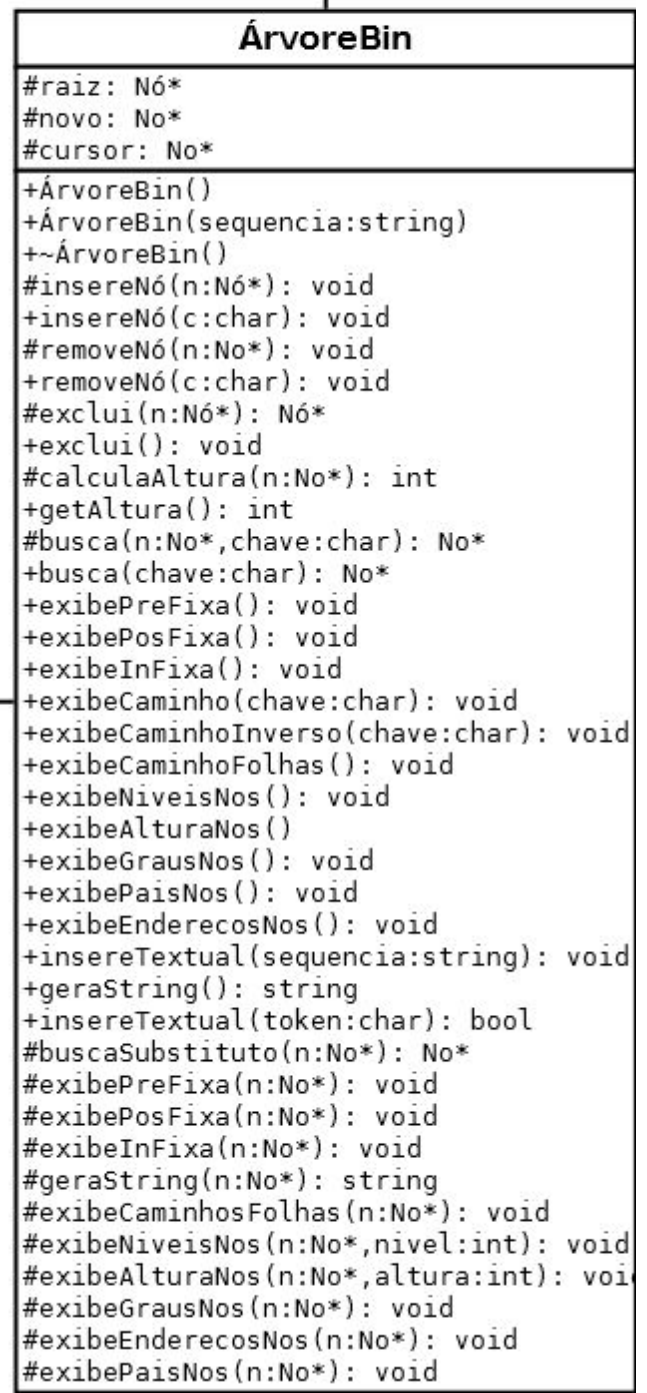 ÁrvoreBin
#raiz: Nó*
#novo: No*
#cursor: No*
+ÁrvoreBin()
+ÁrvoreBin(sequencia:string)
+~ÁrvoreBin()
#insereNó(n:Nó*): void
+insereNó(c:char): void
#removeNó(n:No*): void
+removeNó(c:char): void
#exclui(n:Nó*): Nó*
+exclui(): void
#calculaAltura(n:No*): int
+getAltura(): int
#busca(n:No*,chave:char): No*
+busca(chave:char): No*
+exibePreFixa(): void
+exibePosFixa(): void
+exibeInFixa(): void
+exibeCaminho(chave:char): void
+exibeCaminhoInverso(chave:char): void
+exibeCaminhoFolhas(): void
+exibeNiveisNos(): void
+exibeAlturaNos()
+exibeGrausNos(): void
+exibePaisNos(): void
+exibeEnderecosNos(): void
+insereTextual(sequencia:string): void
+geraString(): string
+insereTextual(token:char): bool
#buscaSubstituto(n:No*): No*
#exibePreFixa(n:No*): void
#exibePosFixa(n:No*): void
#exibeInFixa(n:No*): void
#geraString(n:No*): string
#exibeCaminhosFolhas(n:No*): void
#exibeNiveisNos(n:No*,nivel:int): void
#exibeAlturaNos(n:No*,altura:int): voi
#exibeGrausNos(n:No*): void
#exibeEnderecosNos(n:No*): void
#exibePaisNos(n:No*): void